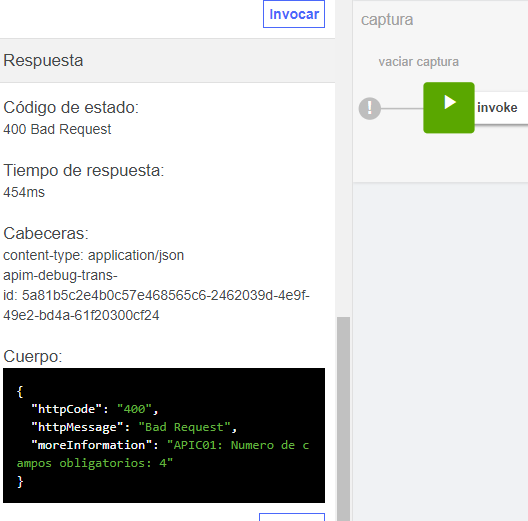 Invocar
Respuesta
Código de estado:
400 Bad Request
Tiempo de respuesta:
454ms
Cabeceras:
content-type: application/json
apim-debug-trans-
id: 5a81b5c2e4b0c57e468565c6-2462039d-4e9f-
49e2-bd4a-61f20300cf24
Cuerpo:
{
"httpCode": "400",
"httpMessage": "Bad Request",
"moreInformation": "APIC01: Numero de c
ampos obligatorios: 4"
}
captura
vaciar captura
!
invoke